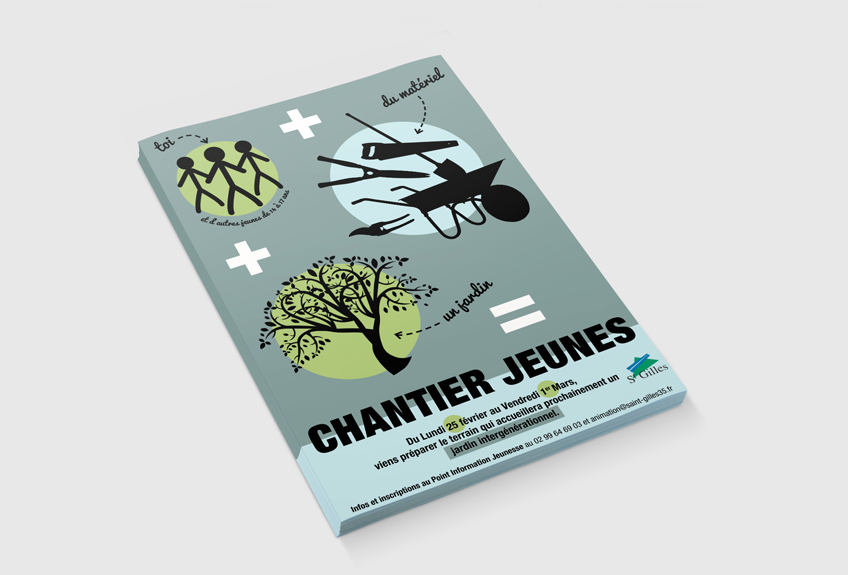 toi
du matériel
et d'autres jeunes de 14 à 17 ans
un jardin
CHANTIER JEUNES
St Gilles
Du Lundi 25 février au Vendredi 1er Mars,
viens préparer le terrain qui accueillera prochainement un
jardin intergénérationnel.
Infos et inscriptions au Point Information Jeunesse au 02 99 64 69 03 et animation@saint-gilles35.fr